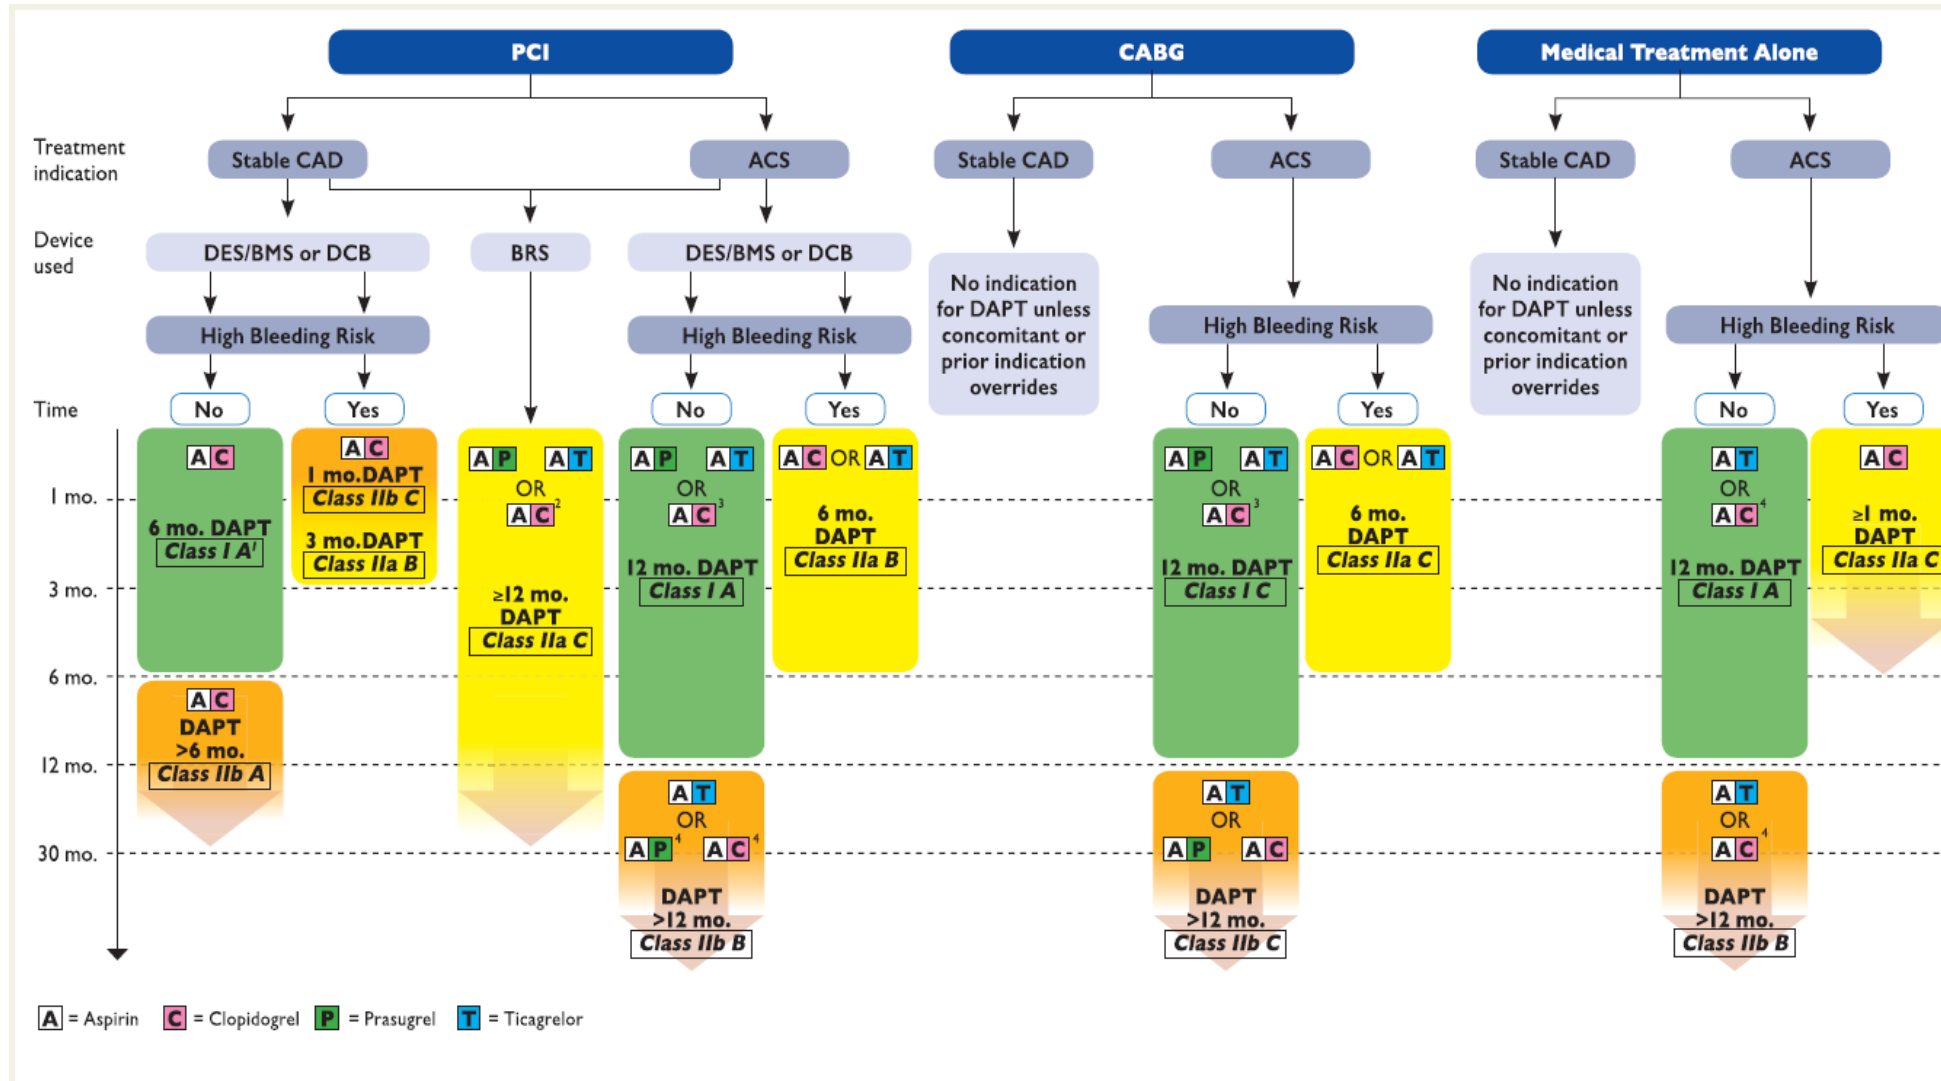 PCI
CABG
Medical Treatment Alone
Treatment
indication
Stable CAD
ACS
Stable CAD
ACS
Stable CAD
ACS
Device
used
DES/BMS or DCB
BRS
DES/BMS or DCB
No indication
for DAPT unless
concomitant or
prior indication
overrides
No indication
for DAPT unless
concomitant or
prior indication
overrides
High Bleeding Risk
High Bleeding Risk
High Bleeding Risk
High Bleeding Risk
Time
No
Yes
No
Yes
No
Yes
No
Yes
1 mo.
3 mo.
6 mo.
12 mo.
30 mo.
A C
6 mo. DAPT
Class I A1
A C
DAPT
>6 mo.
Class IIb A
A C
1 mo.DAPT
Class IIb C
3 mo.DAPT
Class IIa B
A P A T
OR
A C 2
≥12 mo.
DAPT
Class IIa C
A P A T
OR
A C 3
12 mo. DAPT
Class I A
A T
OR
A P 4 A C 4
DAPT
>12 mo.
Class IIb B
A C OR A T
6 mo.
DAPT
Class IIa B
A P A T
OR
A C 3
12 mo. DAPT
Class I C
A T
OR
A P A C
DAPT
>12 mo.
Class IIb C
A C OR A T
6 mo.
DAPT
Class IIa C
A T
OR
A C 4
12 mo. DAPT
Class I A
A T
OR
A C 4
DAPT
>12 mo.
Class IIb B
A C
≥1 mo.
DAPT
Class IIa C
A = Aspirin C = Clopidogrel P = Prasugrel T = Ticagrelor